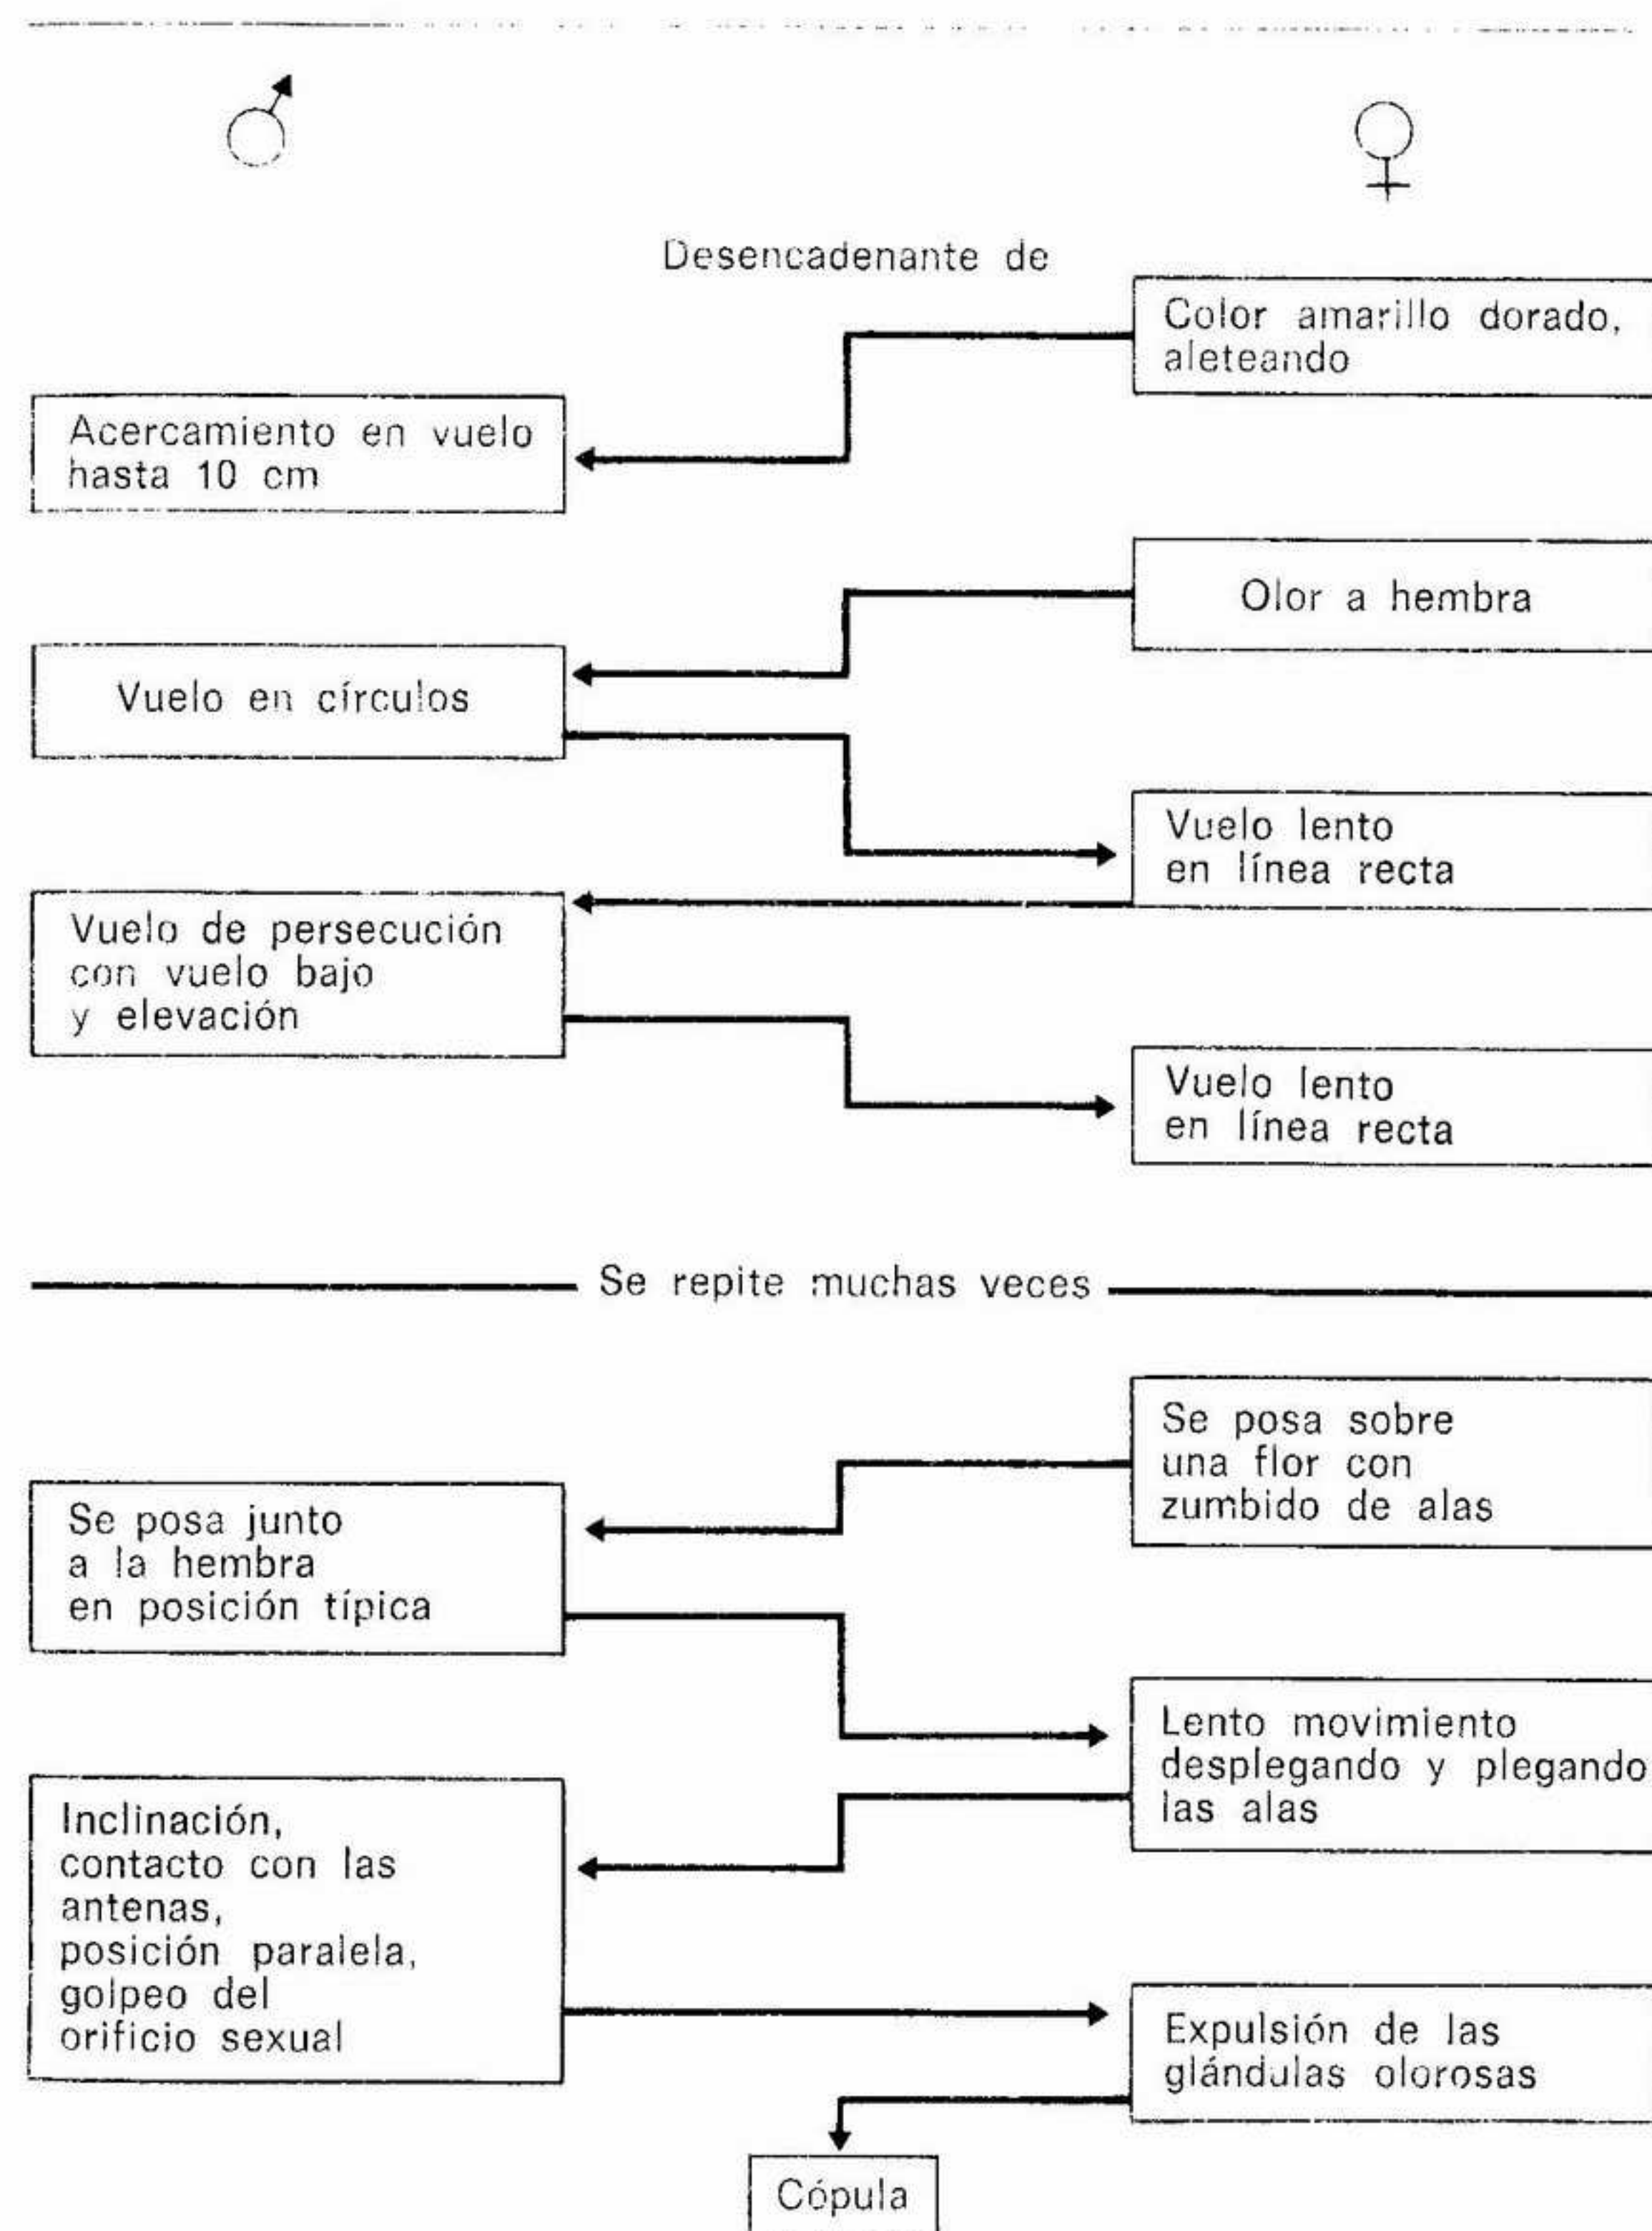 Desencadenante de
Color amarillo dorado,
aleteando
Acercamiento en vuelo
hasta 10 cm
Olor a hembra
Vuelo en círculos
Vuelo lento
en línea recta
Vuelo de persecución
con vuelo bajo
y elevación
Vuelo lento
en línea recta
Se repite muchas veces
Se posa sobre
una flor con
zumbido de alas
Se posa junto
a la hembra
en posición típica
Lento movimiento
desplegando y plegando
las alas
Inclinación,
contacto con las
antenas,
posición paralela,
golpeo del
orificio sexual
Expulsión de las
glándulas olorosas
Cópula